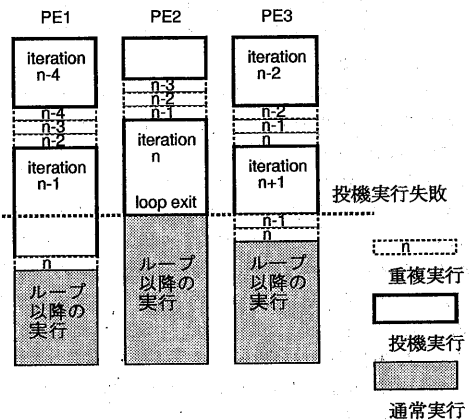 PE1
PE2
PE3
iteration
n-4
n-4
n-3
n-2
iteration
n-1
n
ループ
以降の
実行
n-3
n-2
n-1
iteration
n
loop exit
ループ
以降の
実行
iteration
n-2
n-2
n-1
n
iteration
n+1
n-1
n
ループ
以降の
実行
投機実行失敗
n
重複実行
投機実行
通常実行